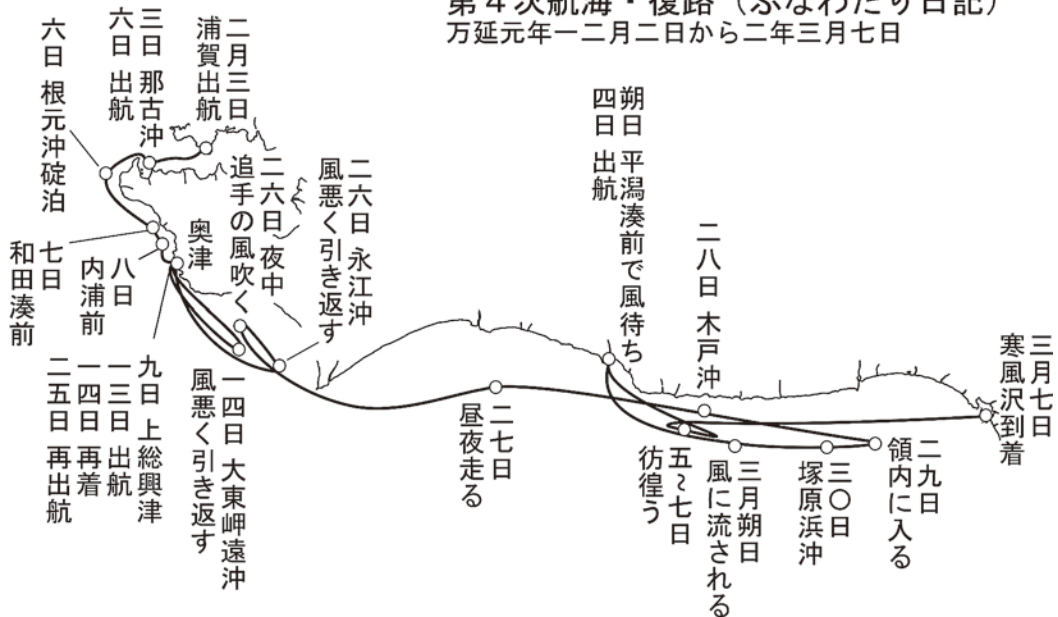 第４次航海・復路（ふなわたり日記）
万延元年一二月二日から二年三月七日
二月三日
浦賀出航
三日 那古沖
六日 出航
六日 根元沖碇泊
七日
和田湊前
八日
内浦前
奥津
九日 上総興津
一三日 出航
一四日 再着
二五日 再出航
一四日 大東岬遠沖
風悪く引き返す
二六日 永江沖
風悪く引き返す
二六日 夜中
追手の風吹く
二七日
昼夜走る
二八日 木戸沖
二九日
領内に入る
三〇日
塚原浜沖
三月朔日
風に流される
朔日 平潟湊前で風待ち
四日 出航
五～七日
彷徨う
三月七日
寒風沢到着